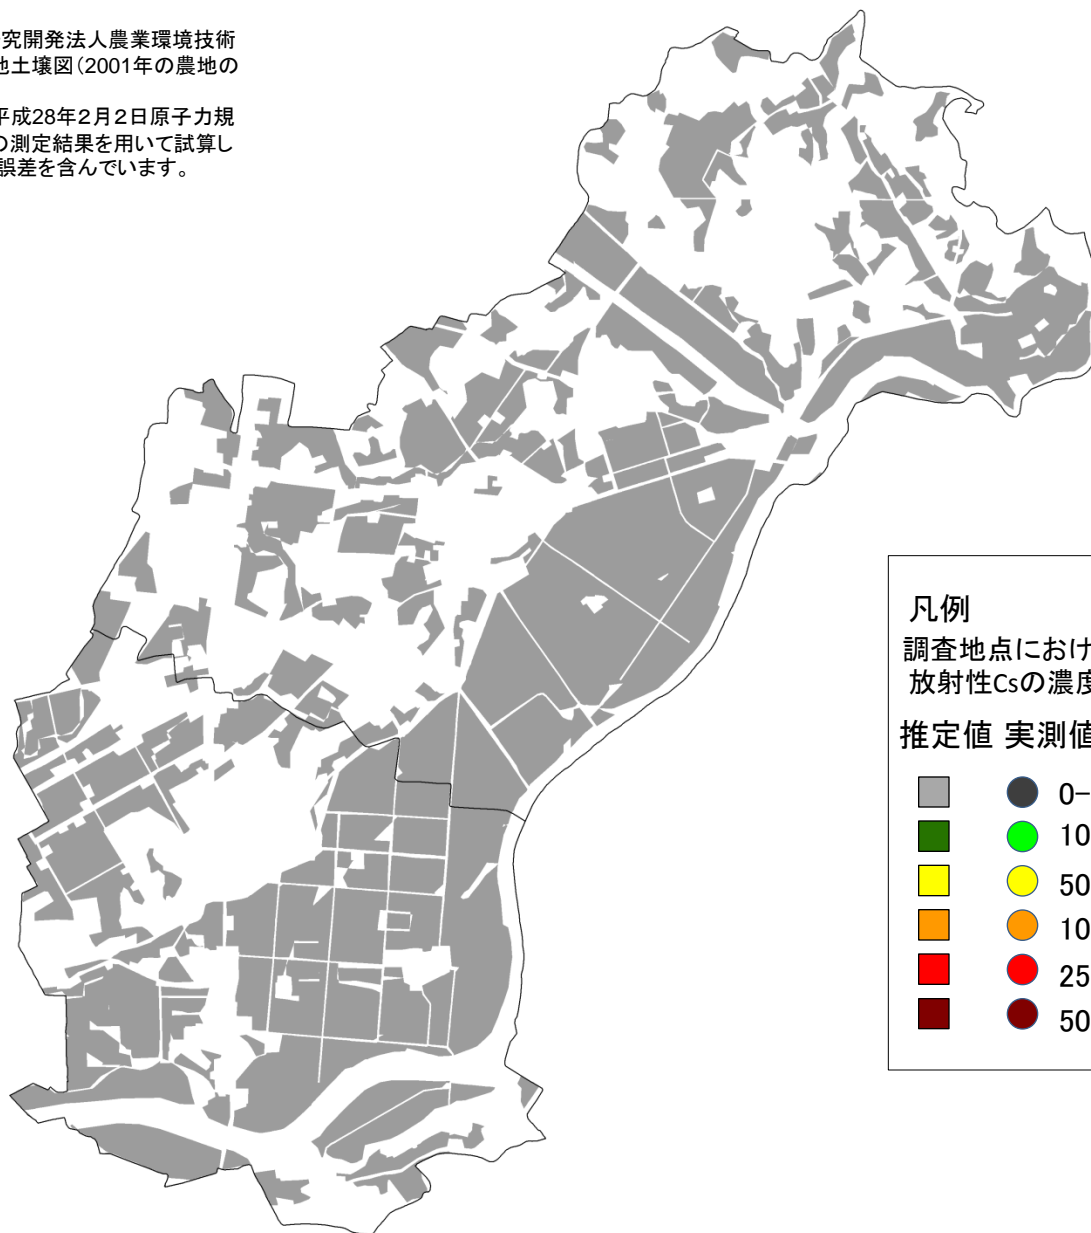 究開発法人農業環境技術
地土壌図（2001年の農地の
平成28年2月2日原子力規
の測定結果を用いて試算し
誤差を含んでいます。
凡例
調査地点におけ
放射性Csの濃度
推定値 実測値
0-
10
50
10
25
50